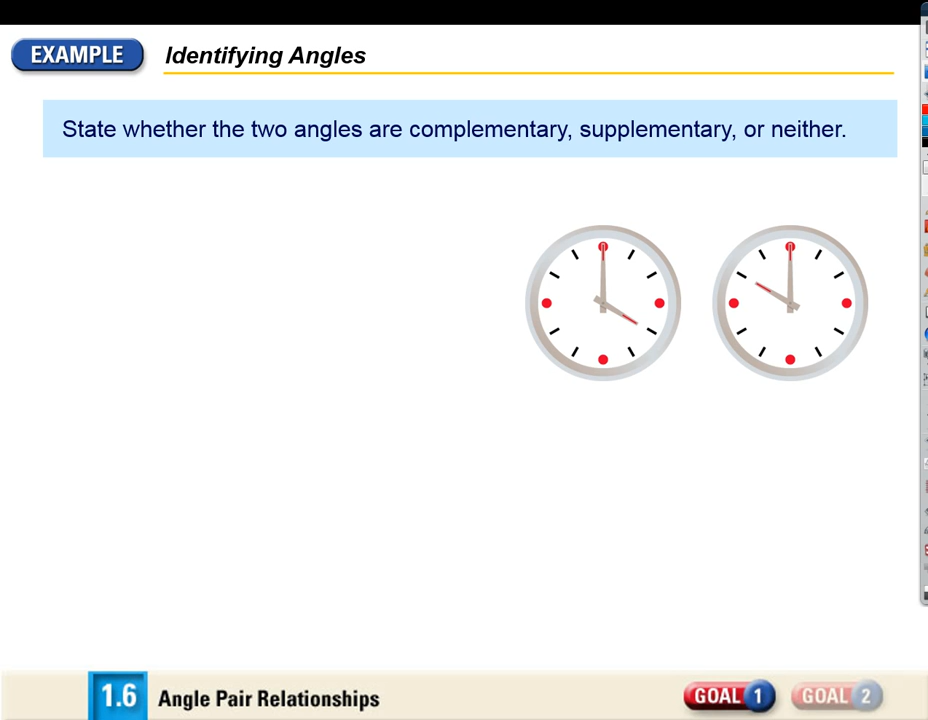 EXAMPLE Identifying Angles
State whether the two angles are complementary, supplementary, or neither.
1.6 Angle Pair Relationships GOAL 1 GOAL 2